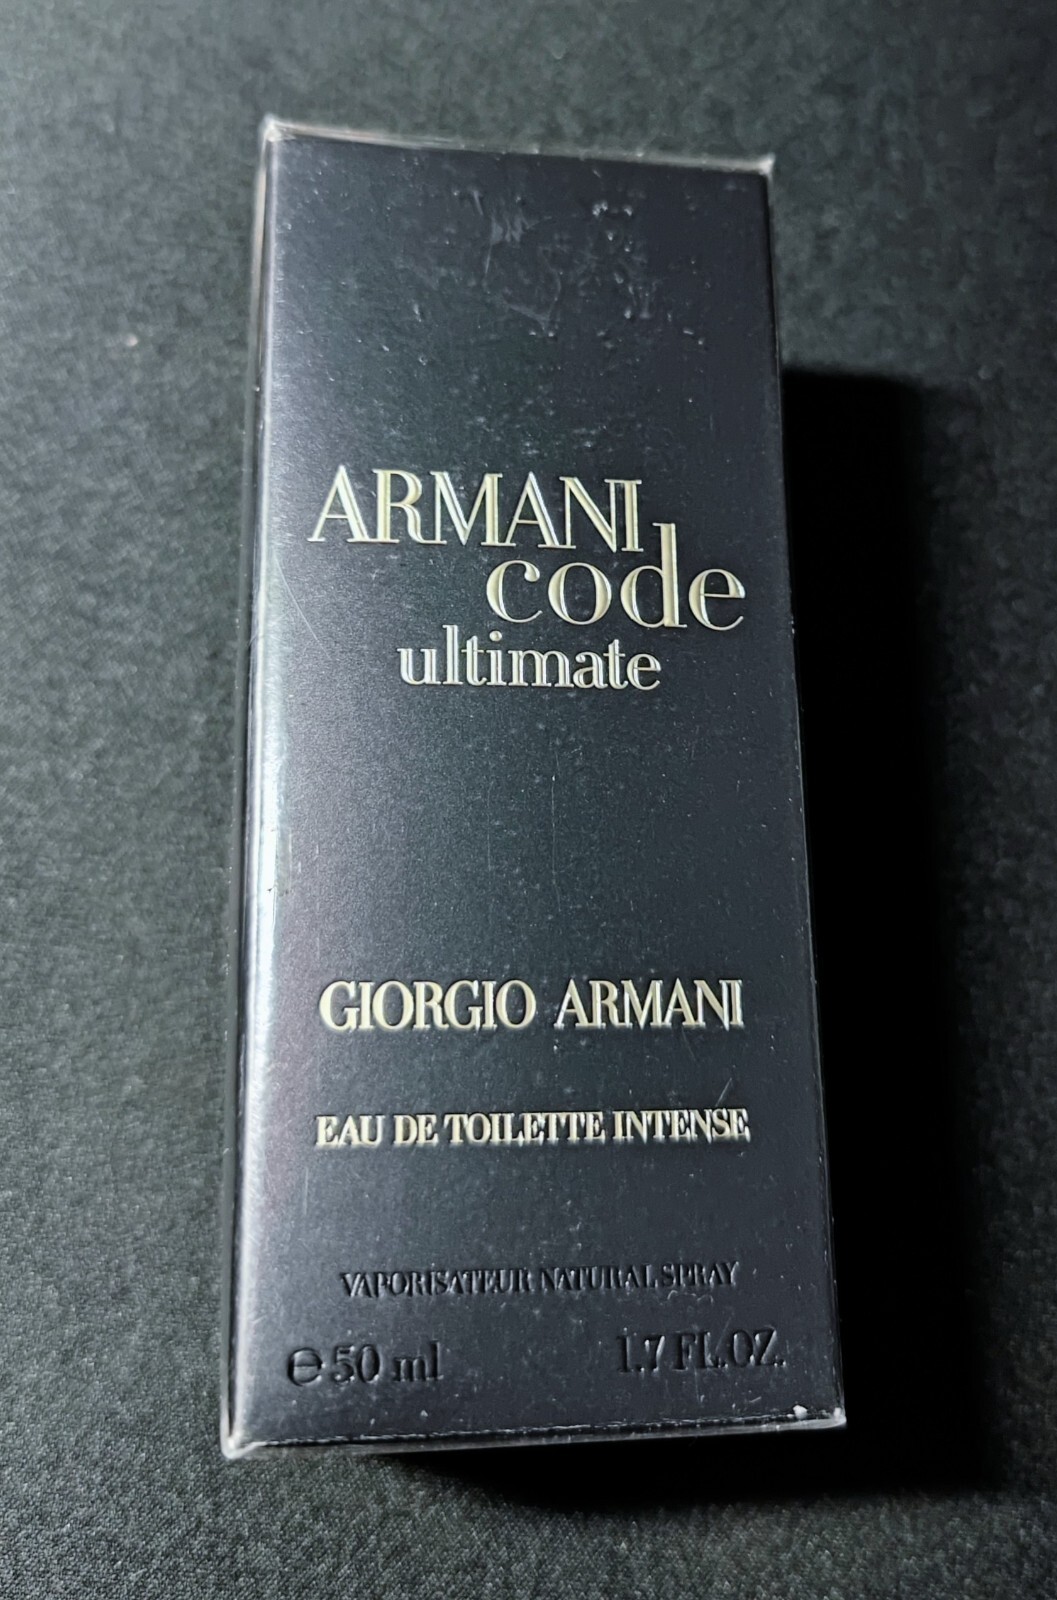 ARMANI
code
ultimate
GIORGIO ARMANI
EAU DE TOILETTE INTENSE
VAPORISATEUR NATURAL SPRAY
℮ 50 ml 1.7 FL.OZ.